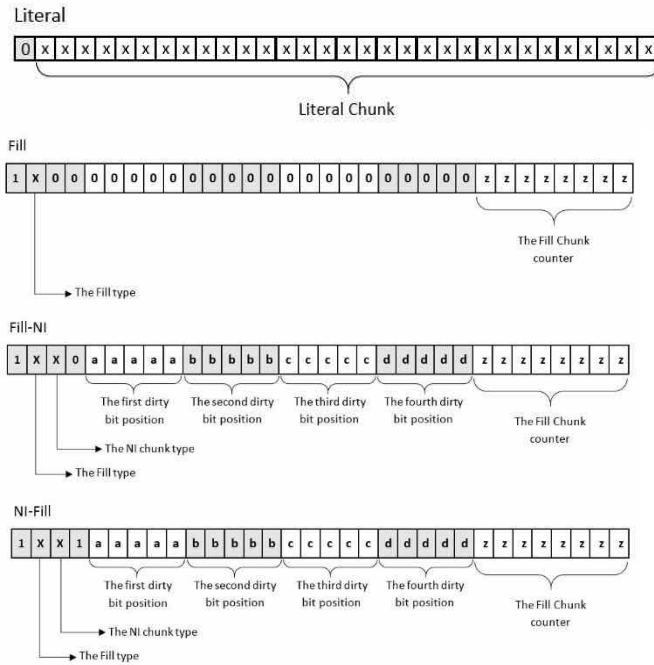 Literal
0 x x x x x x x x x x x x x x x x x x x x x x x x x x x x x x x
Literal Chunk
Fill
1 X 0 0 0 0 0 0 0 0 0 0 0 0 0 0 0 0 0 0 0 0 0 0 z z z z z z z z
The Fill Chunk
counter
The Fill type
Fill-NI
1 X X 0 a a a a a b b b b b c c c c c d d d d d z z z z z z z z
The first dirty
bit position
The second dirty
bit position
The third dirty
bit position
The fourth dirty
bit position
The Fill Chunk
counter
The NI chunk type
The Fill type
NI-Fill
1 X X 1 a a a a a b b b b b c c c c c d d d d d z z z z z z z z
The first dirty
bit position
The second dirty
bit position
The third dirty
bit position
The fourth dirty
bit position
The Fill Chunk
counter
The NI chunk type
The Fill type